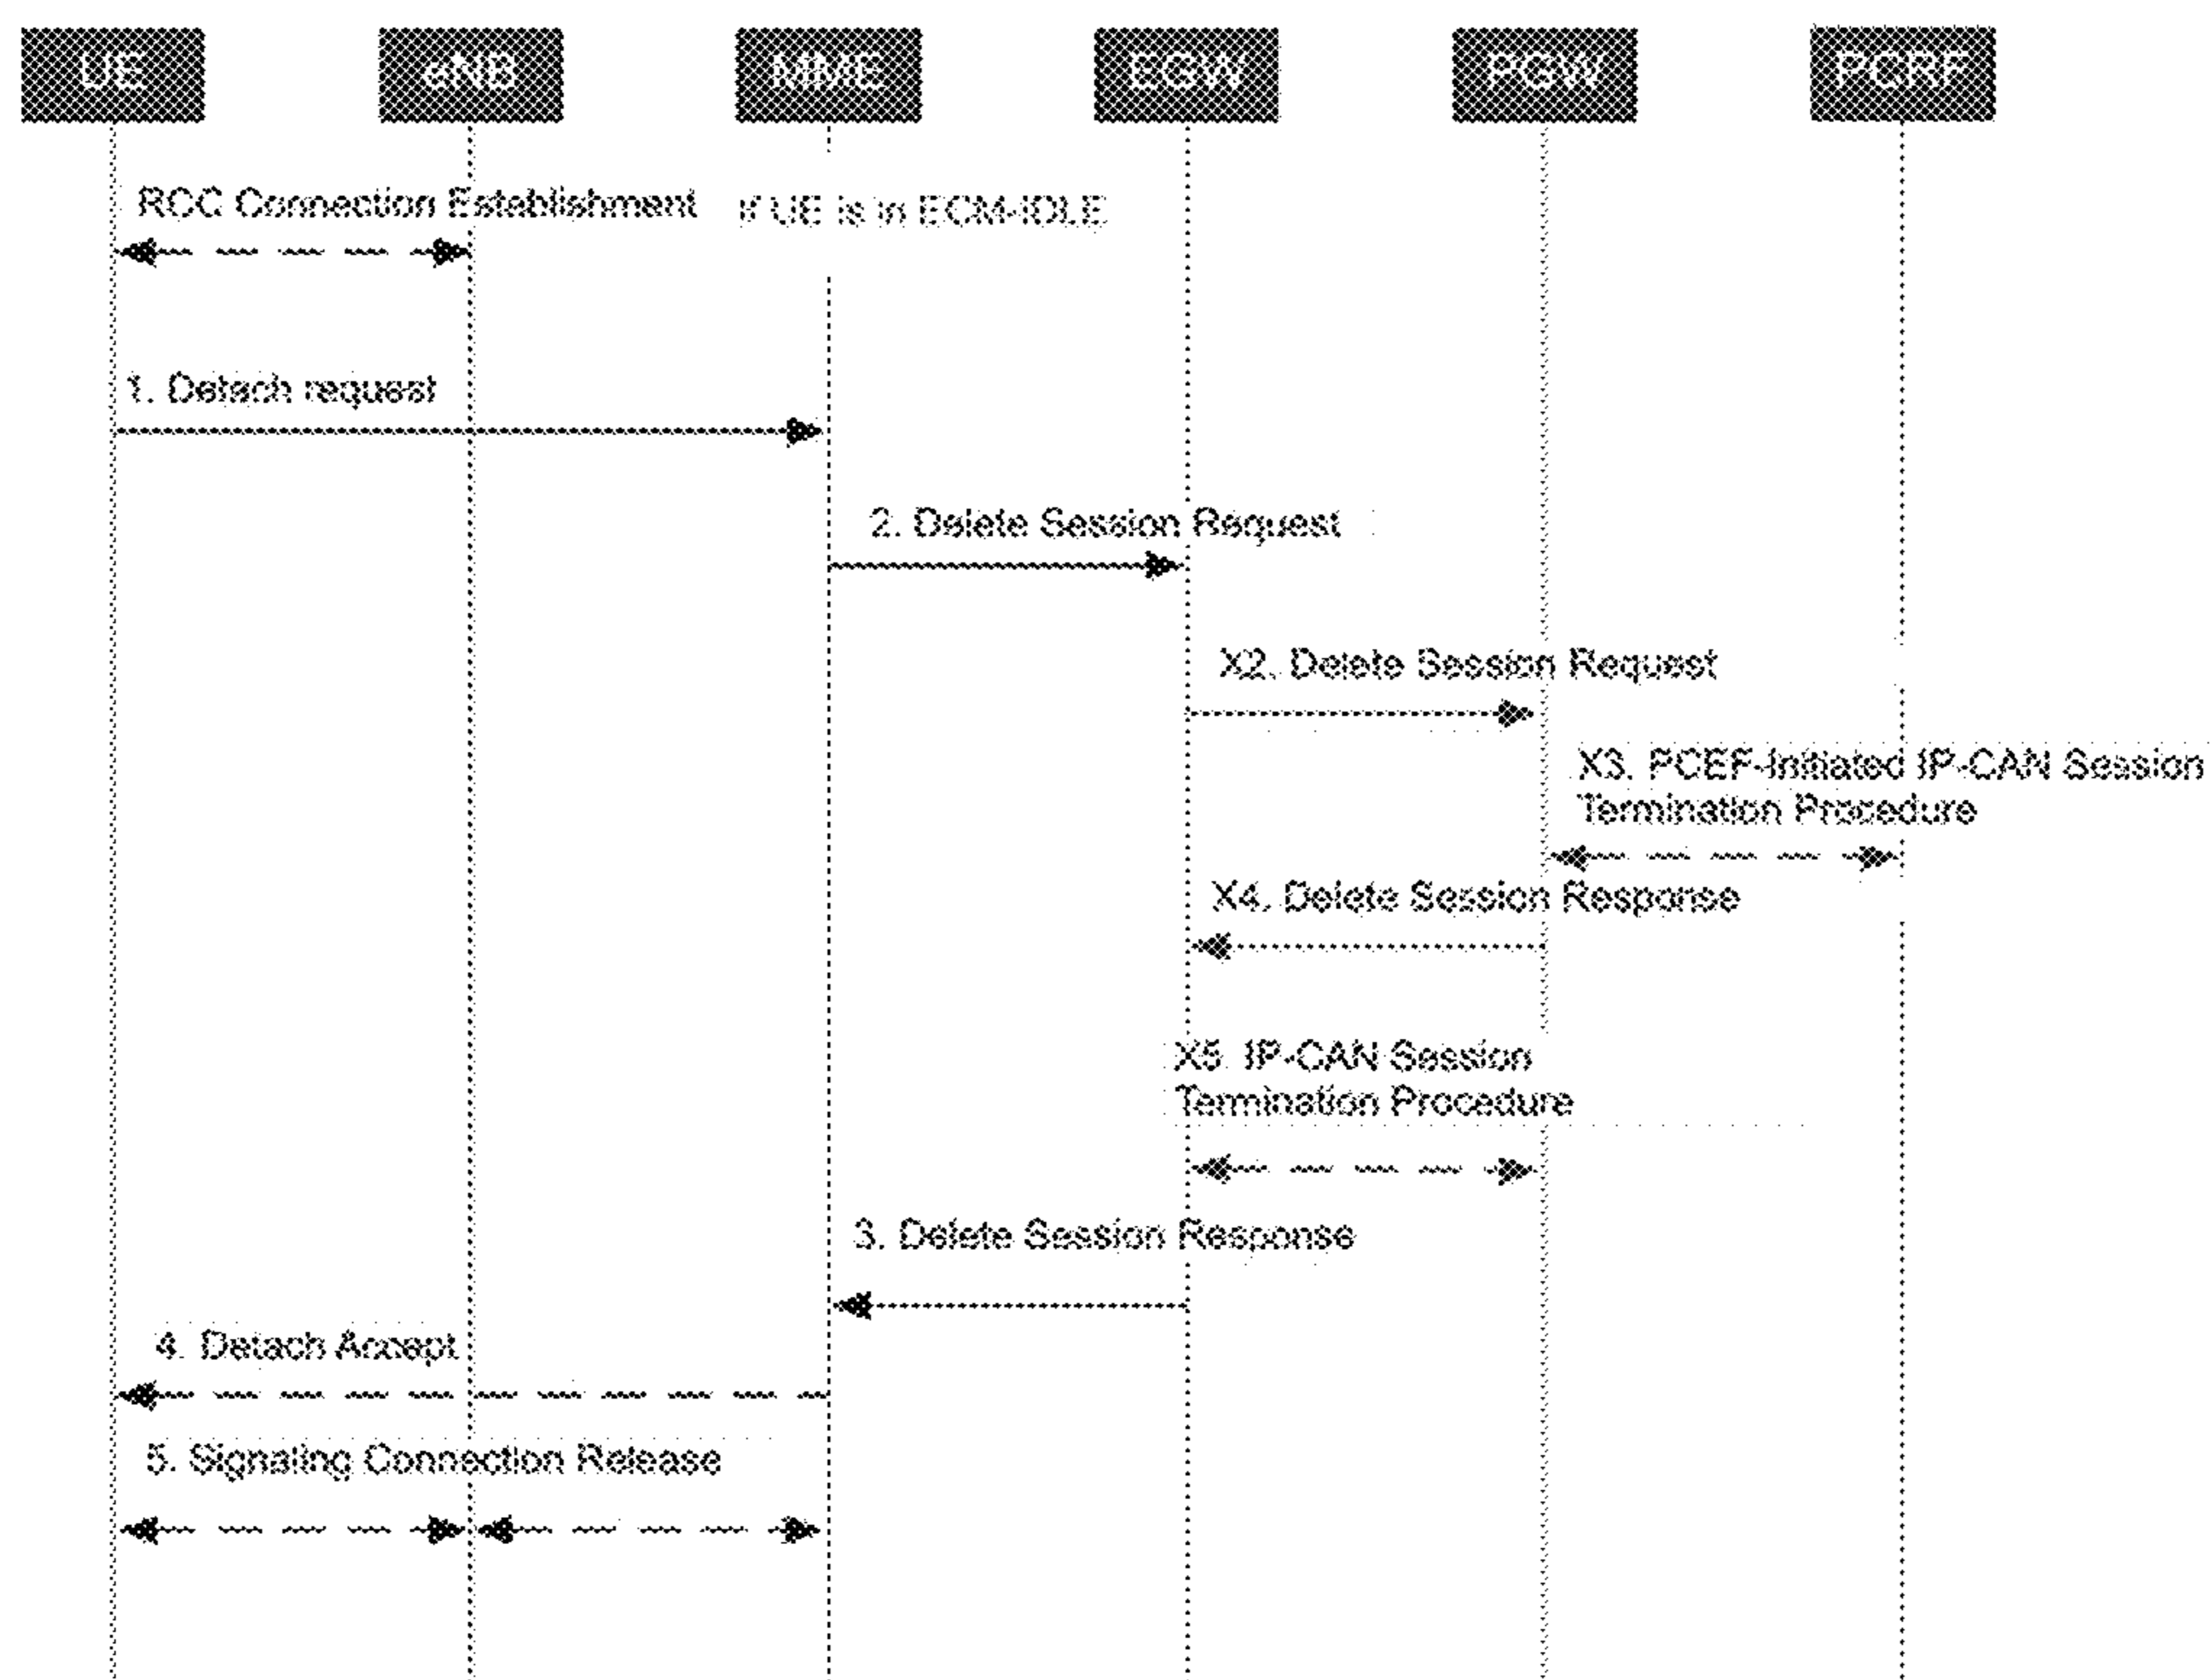 UE
eNB
MME
EGW
PGW
PCRF
RCC Connection Establishment
If UE is in ECM-IDLE
1. Detach request
2. Delete Session Request
X2. Delete Session Request
X3. PCEF-Initiated IP-CAN Session
Termination Procedure
X4. Delete Session Response
X5. IP-CAN Session
Termination Procedure
3. Delete Session Response
4. Detach Accept
5. Signaling Connection Release